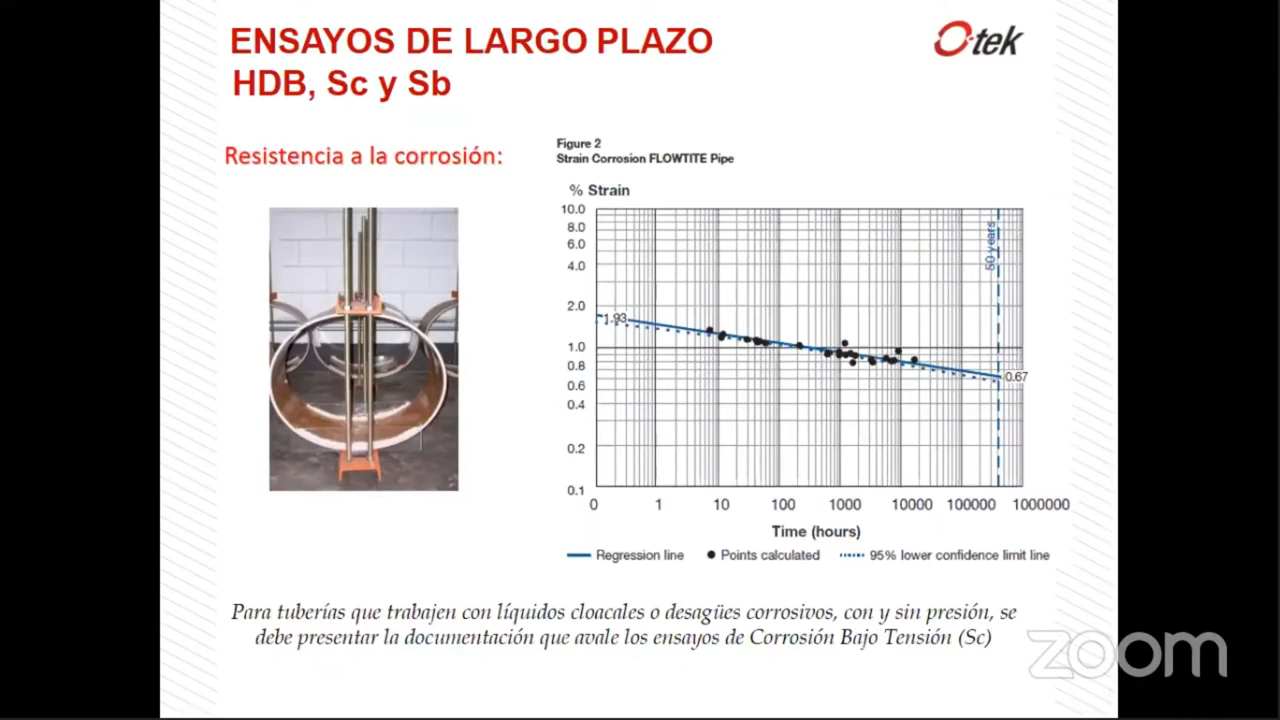 ENSAYOS DE LARGO PLAZO
HDB, Sc y Sb
O-tek
Resistencia a la corrosión:
Figure 2
Strain Corrosion FLOWTITE Pipe
% Strain
10.0
8.0
6.0
4.0
2.0
1.0
0.8
0.6
0.4
0.2
0.1
50 years
1.93
0.67
0 1 10 100 1000 10000 100000 1000000
Time (hours)
Regression line Points calculated 95% lower confidence limit line
Para tuberías que trabajen con líquidos cloacales o desagües corrosivos, con y sin presión, se
debe presentar la documentación que avale los ensayos de Corrosión Bajo Tensión (Sc)
zoom